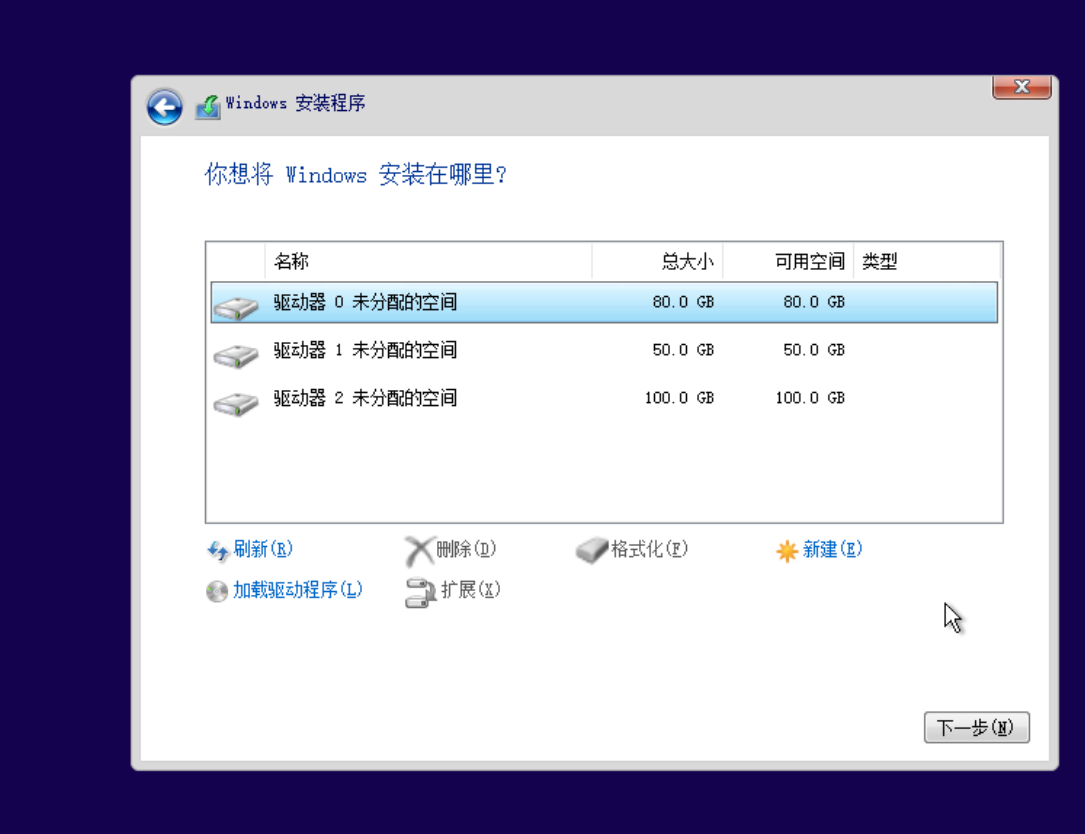 Windows 安装程序
你想将 Windows 安装在哪里?
名称 总大小 可用空间 类型
驱动器 0 未分配的空间 80.0 GB 80.0 GB
驱动器 1 未分配的空间 50.0 GB 50.0 GB
驱动器 2 未分配的空间 100.0 GB 100.0 GB
刷新(R) 删除(D) 格式化(F) 新建(E)
加载驱动程序(L) 扩展(X)
下一步(N)